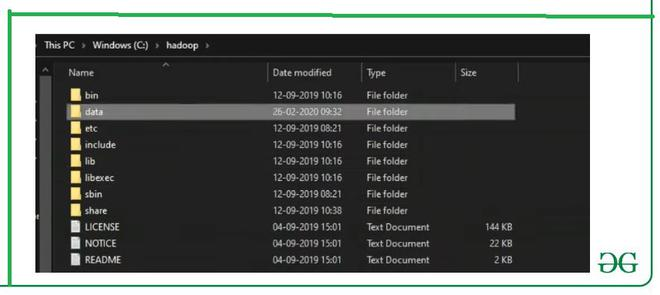 This PC > Windows (C:) > hadoop >
Name Date modified Type Size
bin 12-09-2019 10:16 File folder
data 26-02-2020 09:32 File folder
etc 12-09-2019 08:21 File folder
include 12-09-2019 10:16 File folder
lib 12-09-2019 10:16 File folder
libexec 12-09-2019 10:16 File folder
sbin 12-09-2019 08:21 File folder
share 12-09-2019 10:38 File folder
LICENSE 04-09-2019 15:01 Text Document 144 KB
NOTICE 04-09-2019 15:01 Text Document 22 KB
README 04-09-2019 15:01 Text Document 2 KB